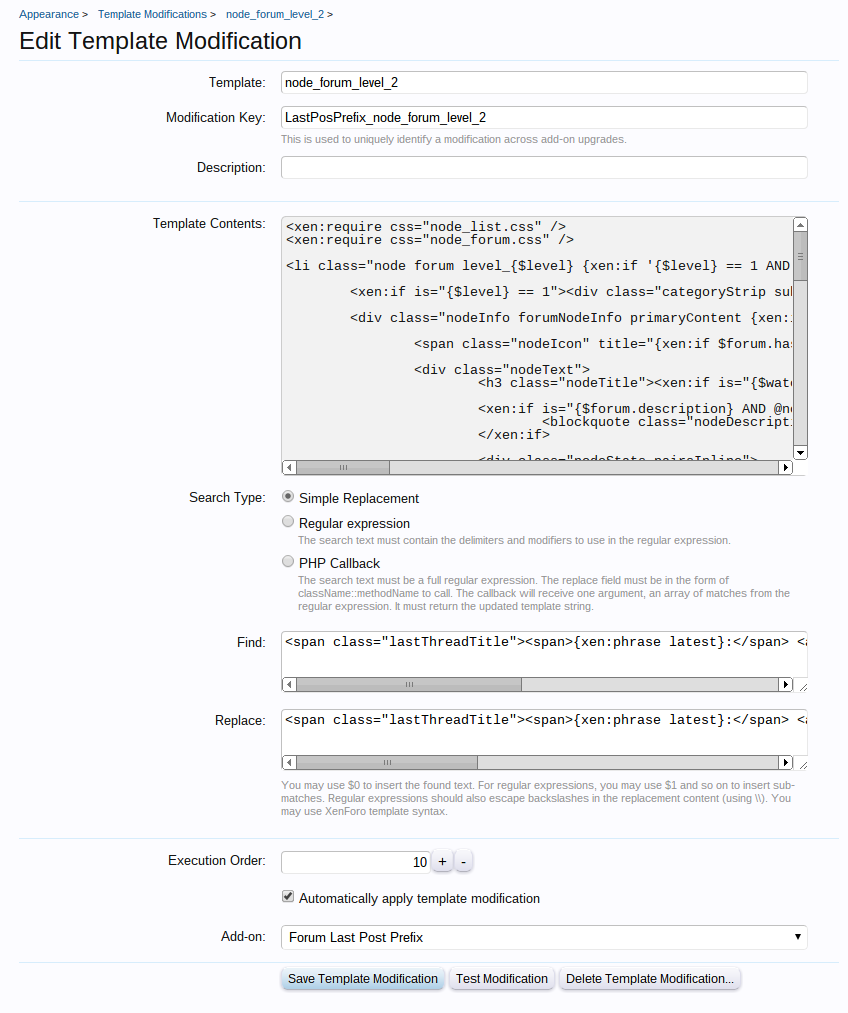 Appearance > Template Modifications > node_forum_level_2 >
Edit Template Modification
Template: node_forum_level_2
Modification Key: LastPosPrefix_node_forum_level_2
This is used to uniquely identify a modification across add-on upgrades.
Description:
Template Contents: <xen:require css="node_list.css" />
<xen:require css="node_forum.css" />
<li class="node forum level_{$level} {xen:if '{$level} == 1 AND
<xen:if is="{$level} == 1"><div class="categoryStrip sul
<div class="nodeInfo forumNodeInfo primaryContent {xen:i
<span class="nodeIcon" title="{xen:if $forum.has
<div class="nodeText">
<h3 class="nodeTitle"><xen:if is="{$watc
<xen:if is="{$forum.description} AND @no
<blockquote class="nodeDescripti
</xen:if>
<div class="nodeStats pairsInline">
Search Type: Simple Replacement
Regular expression
The search text must contain the delimiters and modifiers to use in the regular expression.
PHP Callback
The search text must be a full regular expression. The replace field must be in the form of
className::methodName to call. The callback will receive one argument, an array of matches from the
regular expression. It must return the updated template string.
Find: <span class="lastThreadTitle"><span>{xen:phrase latest}:</span> <a
Replace: <span class="lastThreadTitle"><span>{xen:phrase latest}:</span> <a
You may use $0 to insert the found text. For regular expressions, you may use $1 and so on to insert sub-
matches. Regular expressions should also escape backslashes in the replacement content (using \\). You
may use XenForo template syntax.
Execution Order: 10 + -
Automatically apply template modification
Add-on: Forum Last Post Prefix
Save Template Modification Test Modification Delete Template Modification...